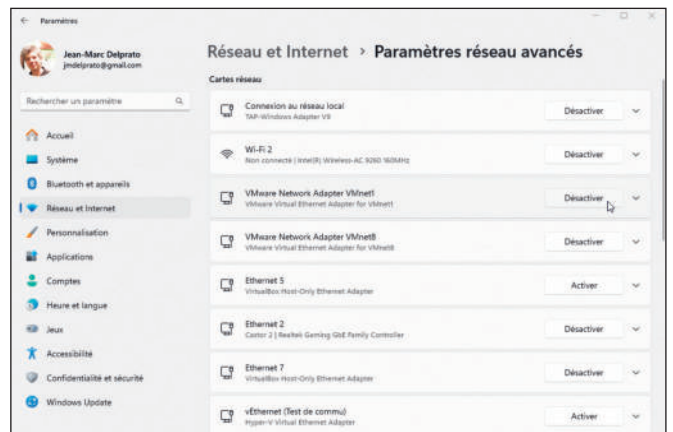 Paramètres
Jean-Marc Delprato
jmdelprato@gmail.com
Rechercher un paramètre
Accueil
Système
Bluetooth et appareils
Réseau et Internet
Personnalisation
Applications
Comptes
Heure et langue
Jeux
Accessibilité
Confidentialité et sécurité
Windows Update
Réseau et Internet > Paramètres réseau avancés
Cartes réseau
Connexion au réseau local
TAP-Windows Adapter V9
Désactiver
Wi-Fi 2
Non connecté | Intel(R) Wireless-AC 9260 160MHz
Désactiver
VMware Network Adapter VMnet1
VMware Virtual Ethernet Adapter for VMnet1
Désactiver
VMware Network Adapter VMnet8
VMware Virtual Ethernet Adapter for VMnet8
Désactiver
Ethernet 5
VirtualBox Host-Only Ethernet Adapter
Activer
Ethernet 2
Castor 2 | Realtek Gaming GbE Family Controller
Désactiver
Ethernet 7
VirtualBox Host-Only Ethernet Adapter
Désactiver
vEthernet (Test de commu)
Hyper-V Virtual Ethernet Adapter
Activer